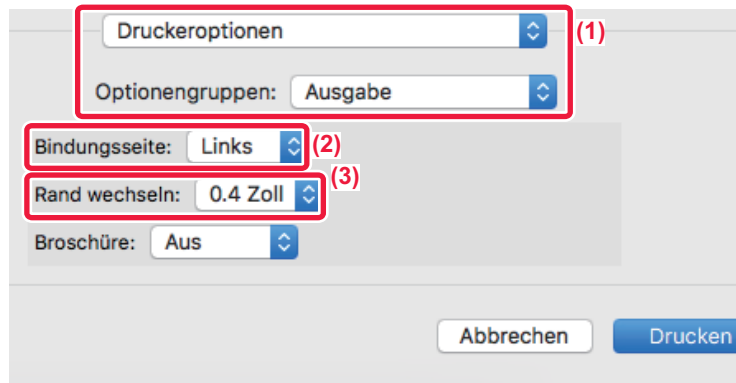 Druckeroptionen (1)
Optionengruppen: Ausgabe
Bindungsseite: Links (2)
Rand wechseln: 0.4 Zoll (3)
Broschüre: Aus
Abbrechen Drucken